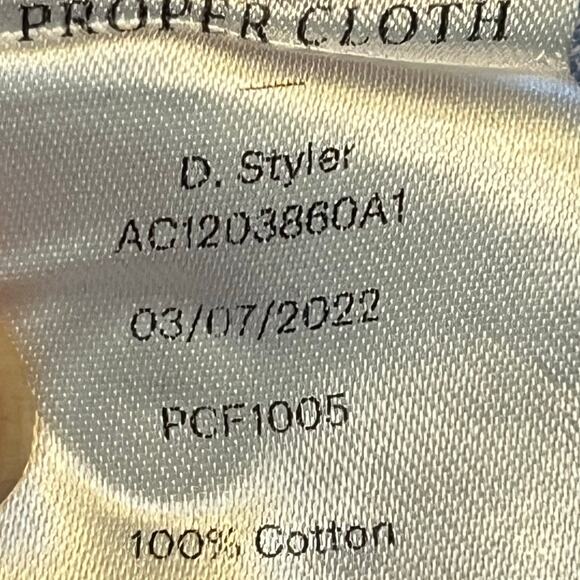 PROPER CLOTH
D. Styler
AC1203860A1
03/07/2022
PCF1005
100% Cotton